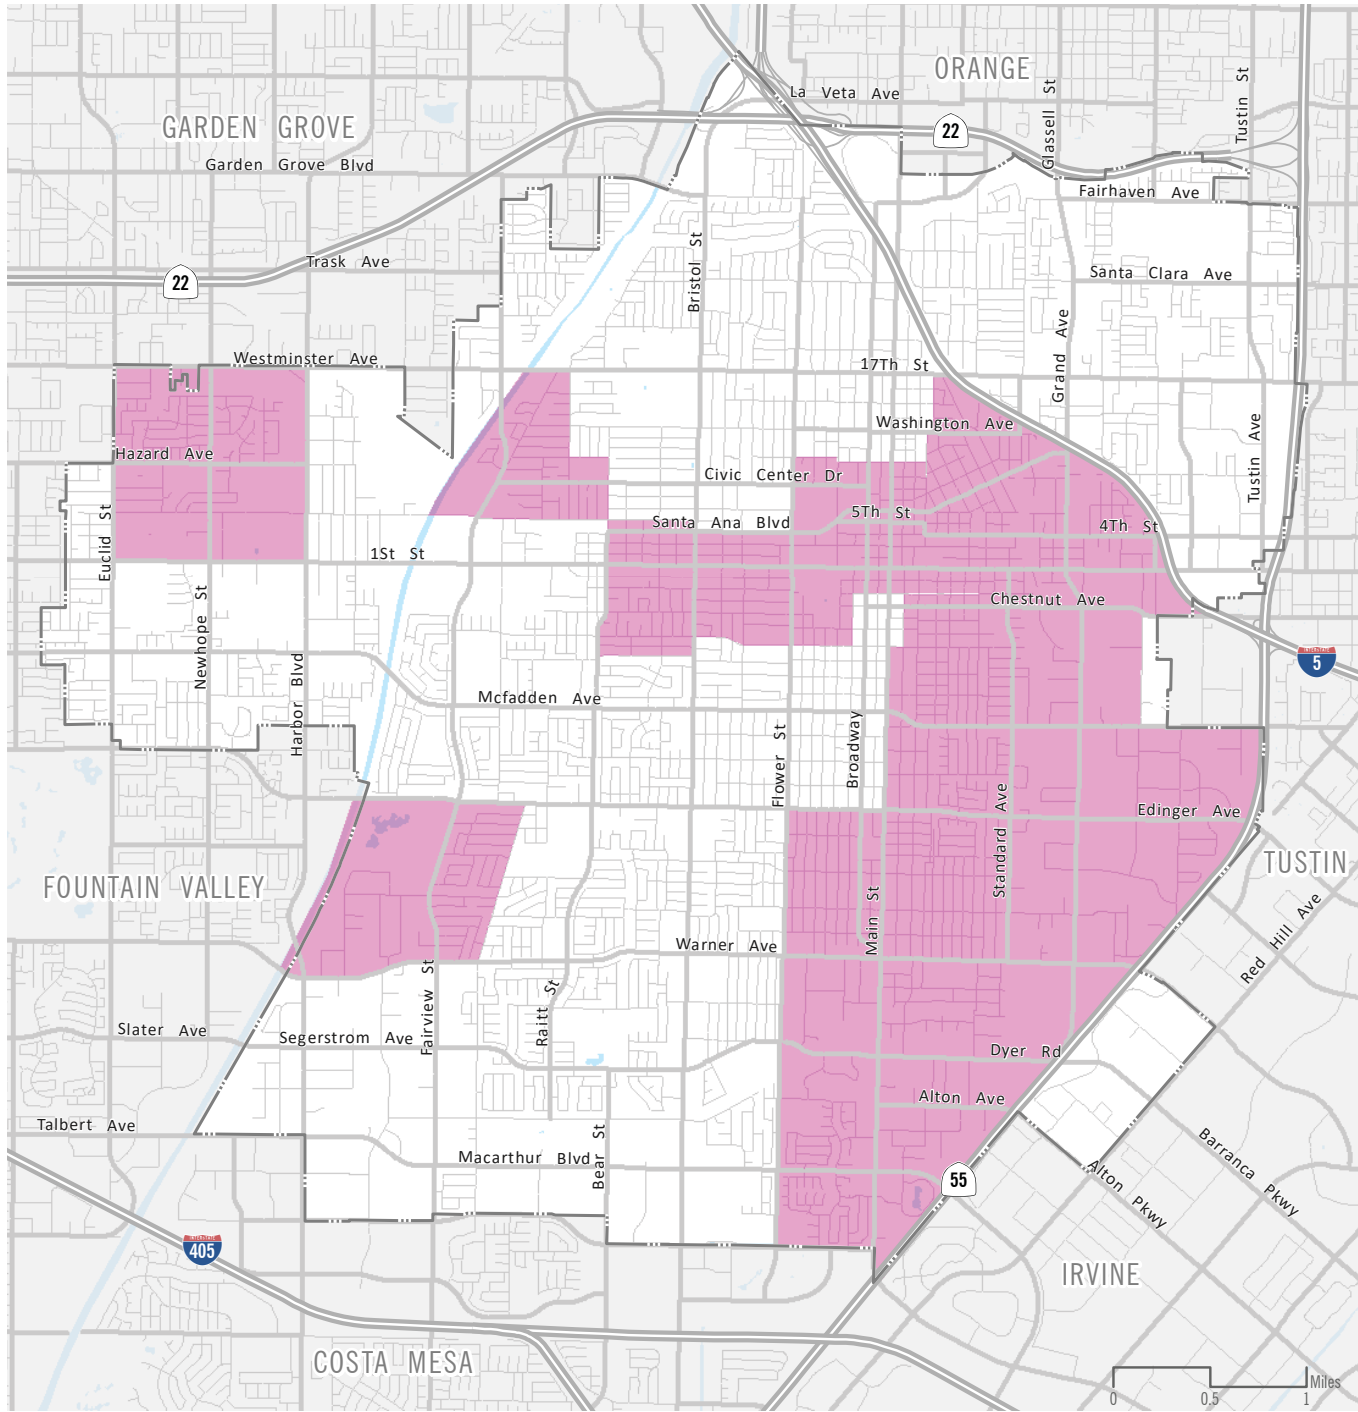 ORANGE
La Veta Ave
Glassell St
Tustin St
GARDEN GROVE
22
Garden Grove Blvd
Fairhaven Ave
Bristol St
Trask Ave
Santa Clara Ave
22
Grand Ave
Westminster Ave
17Th St
Washington Ave
Tustin Ave
Hazard Ave
Civic Center Dr
5Th St
Santa Ana Blvd
4Th St
Euclid St
1St St
Chestnut Ave
Newhope St
Harbor Blvd
INTERSTATE
5
Mcfadden Ave
Flower St
Broadway
Standard Ave
Edinger Ave
TUSTIN
FOUNTAIN VALLEY
Main St
Red Hill Ave
Warner Ave
Fairview St
Raitt St
Slater Ave
Segerstrom Ave
Dyer Rd
Alton Ave
Talbert Ave
Bear St
Macarthur Blvd
55
Barranca Pkwy
Alton Pkwy
INTERSTATE
405
IRVINE
COSTA MESA
Miles
0 0.5 1